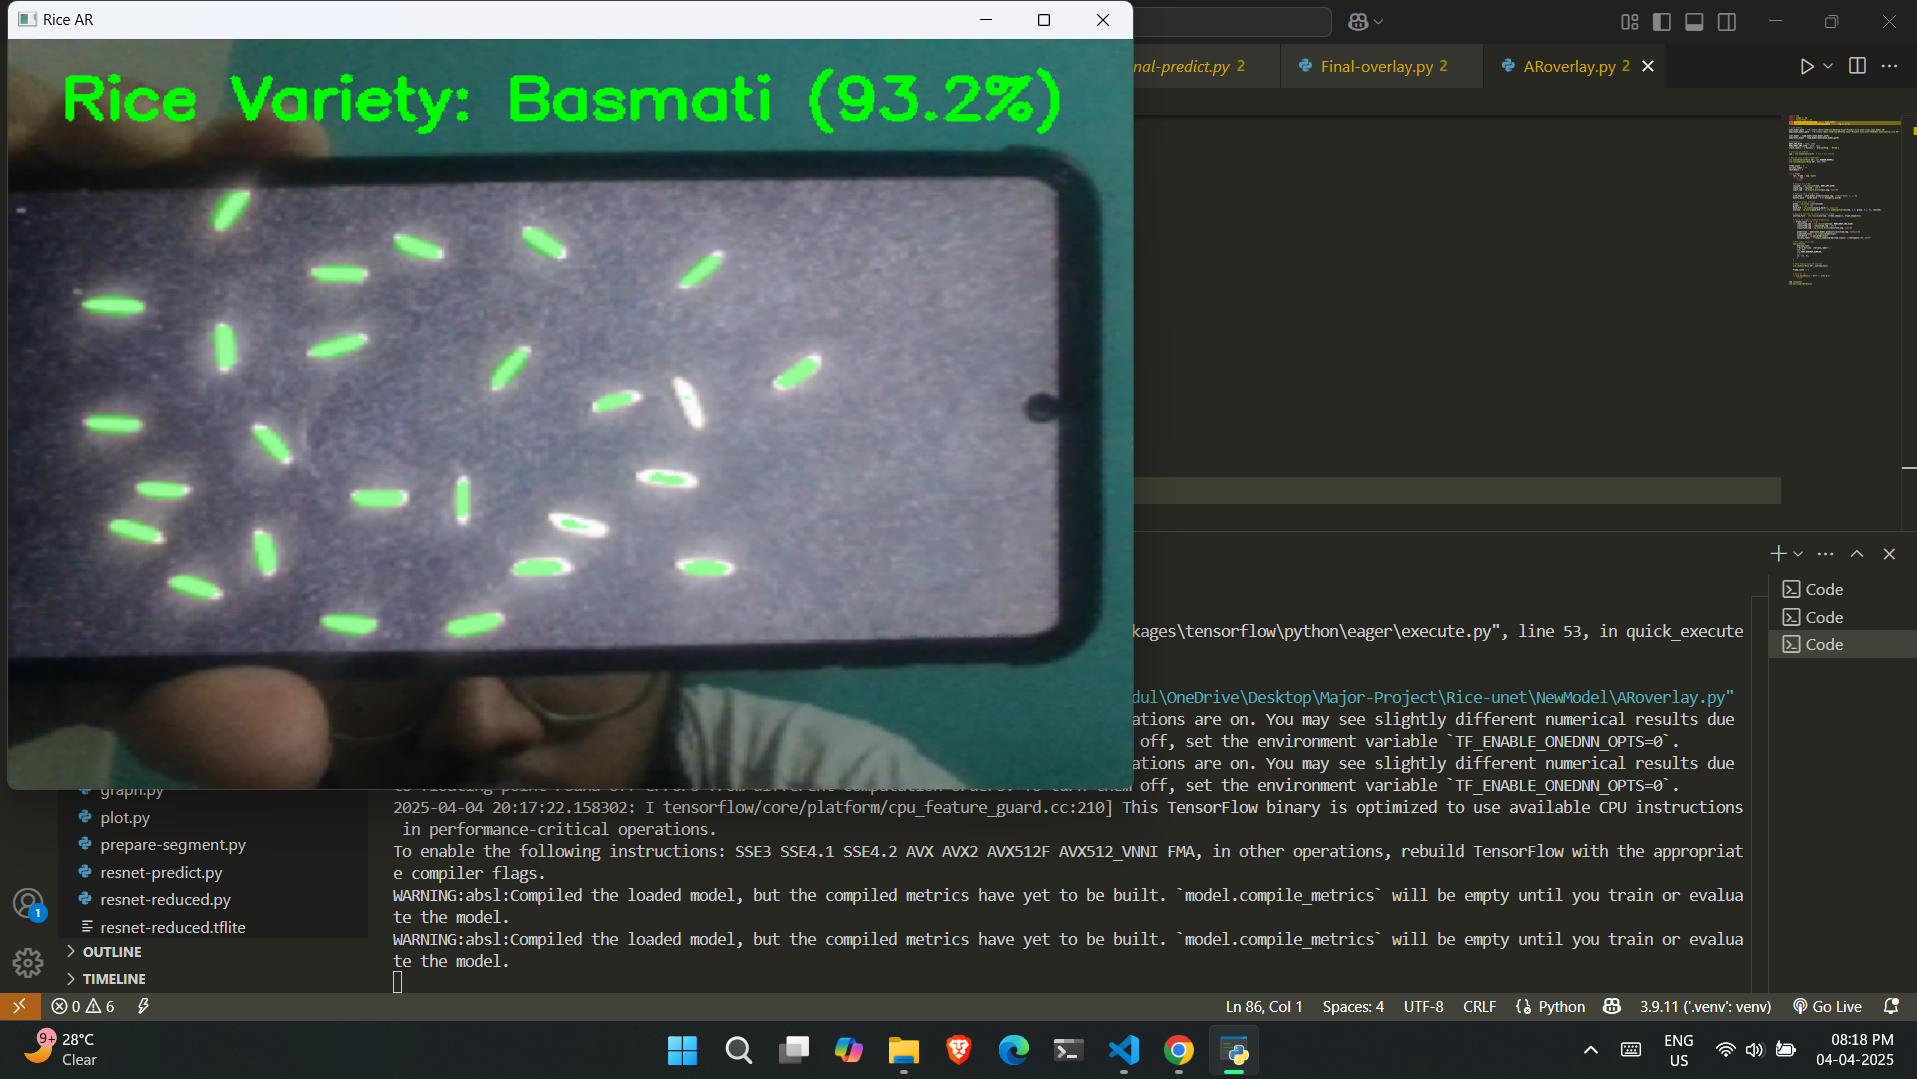 Rice AR
Rice Variety: Basmati (93.2%)
nal-predict.py 2
Final-overlay.py 2
ARoverlay.py 2
kages\tensorflow\python\eager\execute.py", line 53, in quick_execute
dul\OneDrive\Desktop\Major-Project\Rice-unet\NewModel\ARoverlay.py"
ations are on. You may see slightly different numerical results due
off, set the environment variable `TF_ENABLE_ONEDNN_OPTS=0`.
ations are on. You may see slightly different numerical results due
off, set the environment variable `TF_ENABLE_ONEDNN_OPTS=0`.
2025-04-04 20:17:22.158302: I tensorflow/core/platform/cpu_feature_guard.cc:210] This TensorFlow binary is optimized to use available CPU instructions
in performance-critical operations.
To enable the following instructions: SSE3 SSE4.1 SSE4.2 AVX AVX2 AVX512F AVX512_VNNI FMA, in other operations, rebuild TensorFlow with the appropriat
e compiler flags.
WARNING:absl:Compiled the loaded model, but the compiled metrics have yet to be built. `model.compile_metrics` will be empty until you train or evalua
te the model.
WARNING:absl:Compiled the loaded model, but the compiled metrics have yet to be built. `model.compile_metrics` will be empty until you train or evalua
te the model.
Code
Code
Code
graph.py
plot.py
prepare-segment.py
resnet-predict.py
resnet-reduced.py
resnet-reduced.tflite
OUTLINE
TIMELINE
1
0 6
Ln 86, Col 1
Spaces: 4
UTF-8
CRLF
Python
3.9.11 ('.venv': venv)
Go Live
9+
28°C
Clear
ENG
US
08:18 PM
04-04-2025